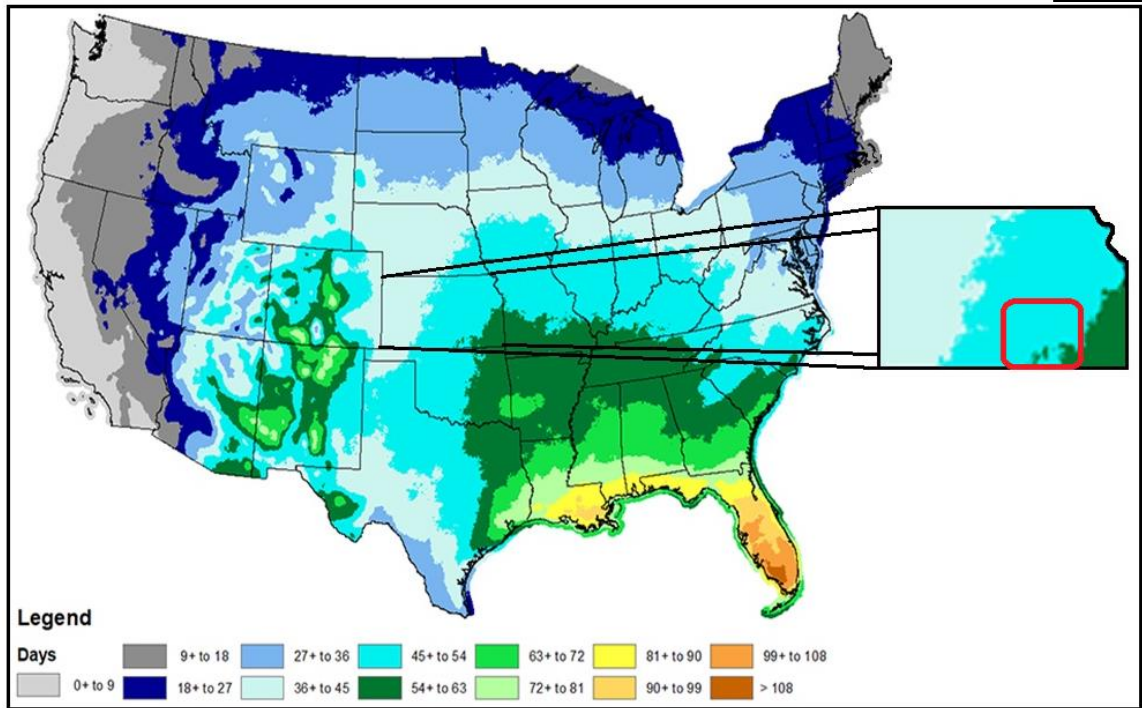 Legend
Days
9+ to 18
27+ to 36
45+ to 54
63+ to 72
81+ to 90
99+ to 108
0+ to 9
18+ to 27
36+ to 45
54+ to 63
72+ to 81
90+ to 99
> 108